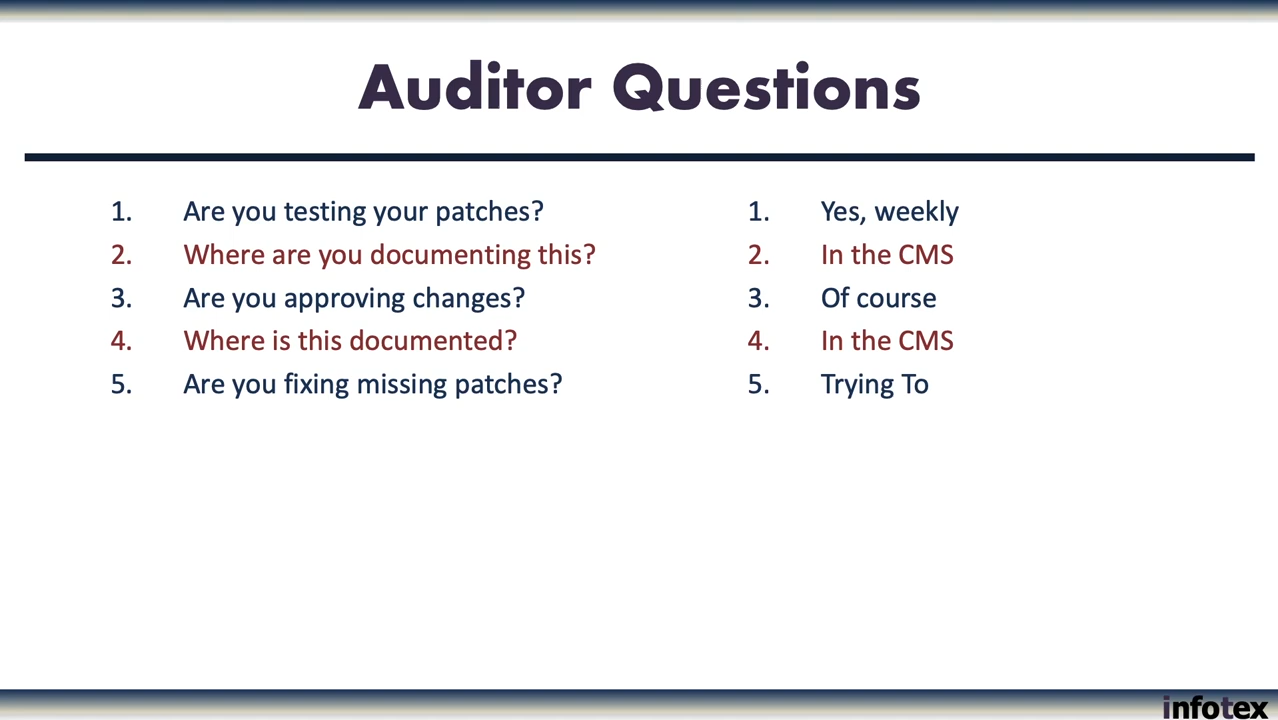 Auditor Questions
1. Are you testing your patches?
2. Where are you documenting this?
3. Are you approving changes?
4. Where is this documented?
5. Are you fixing missing patches?
1. Yes, weekly
2. In the CMS
3. Of course
4. In the CMS
5. Trying To
infotex